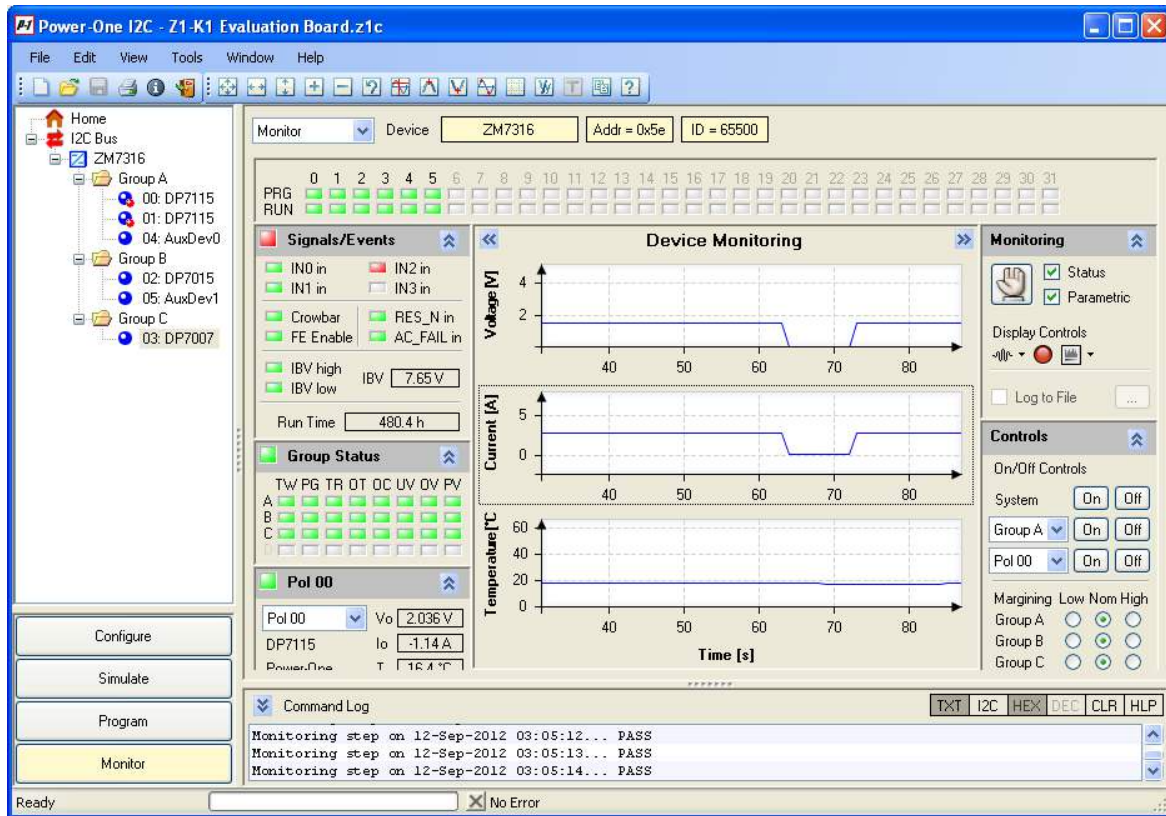 Power-One I2C - Z1-K1 Evaluation Board.z1c
File Edit View Tools Window Help
Home
I2C Bus
ZM7316
Group A
00: DP7115
01: DP7115
04: AuxDev0
Group B
02: DP7015
05: AuxDev1
Group C
03: DP7007
Configure
Simulate
Program
Monitor
Monitor Device ZM7316 Addr = 0x5e ID = 65500
0 1 2 3 4 5 6 7 8 9 10 11 12 13 14 15 16 17 18 19 20 21 22 23 24 25 26 27 28 29 30 31
PRG
RUN
Signals/Events
IN0 in IN2 in
IN1 in IN3 in
Crowbar RES_N in
FE Enable AC_FAIL in
IBV high
IBV low
IBV 7.65 V
Run Time 480.4 h
Group Status
TW PG TR OT OC UV OV PV
A
B
C
D
Pol 00
Pol 00 Vo 2.036 V
DP7115 Io -1.14 A
Power-One T 16.4 °C
Device Monitoring
Voltage [V]
4
2
40 50 60 70 80
Current [A]
5
0
40 50 60 70 80
Temperature [°C
60
40
20
0
40 50 60 70 80
Time [s]
Monitoring
Status
Parametric
Display Controls
Log to File ...
Controls
On/Off Controls
System On Off
Group A On Off
Pol 00 On Off
Margining Low Nom High
Group A
Group B
Group C
Command Log TXT I2C HEX DEC CLR HLP
Monitoring step on 12-Sep-2012 03:05:12... PASS
Monitoring step on 12-Sep-2012 03:05:13... PASS
Monitoring step on 12-Sep-2012 03:05:14... PASS
Ready No Error